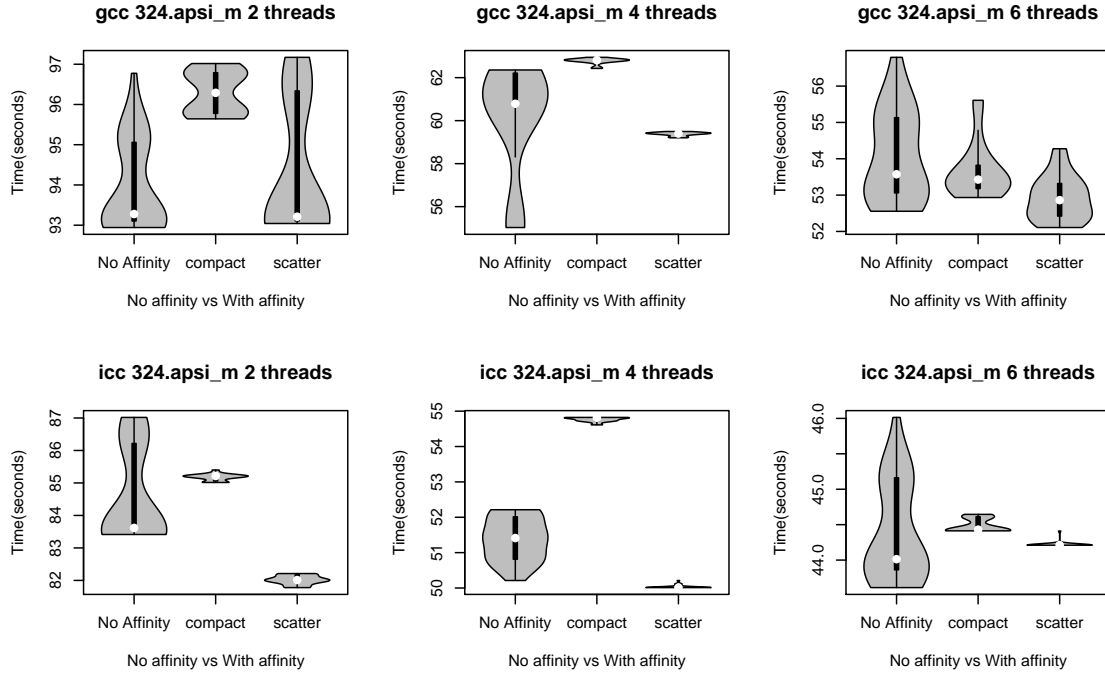 gcc 324.apsi_m 2 threads
Time(seconds)
97
96
95
94
93
No Affinity compact scatter
No affinity vs With affinity
gcc 324.apsi_m 4 threads
Time(seconds)
62
60
58
56
No Affinity compact scatter
No affinity vs With affinity
gcc 324.apsi_m 6 threads
Time(seconds)
56
55
54
53
52
No Affinity compact scatter
No affinity vs With affinity
icc 324.apsi_m 2 threads
Time(seconds)
87
86
85
84
83
82
No Affinity compact scatter
No affinity vs With affinity
icc 324.apsi_m 4 threads
Time(seconds)
55
54
53
52
51
50
No Affinity compact scatter
No affinity vs With affinity
icc 324.apsi_m 6 threads
Time(seconds)
46.0
45.0
44.0
No Affinity compact scatter
No affinity vs With affinity